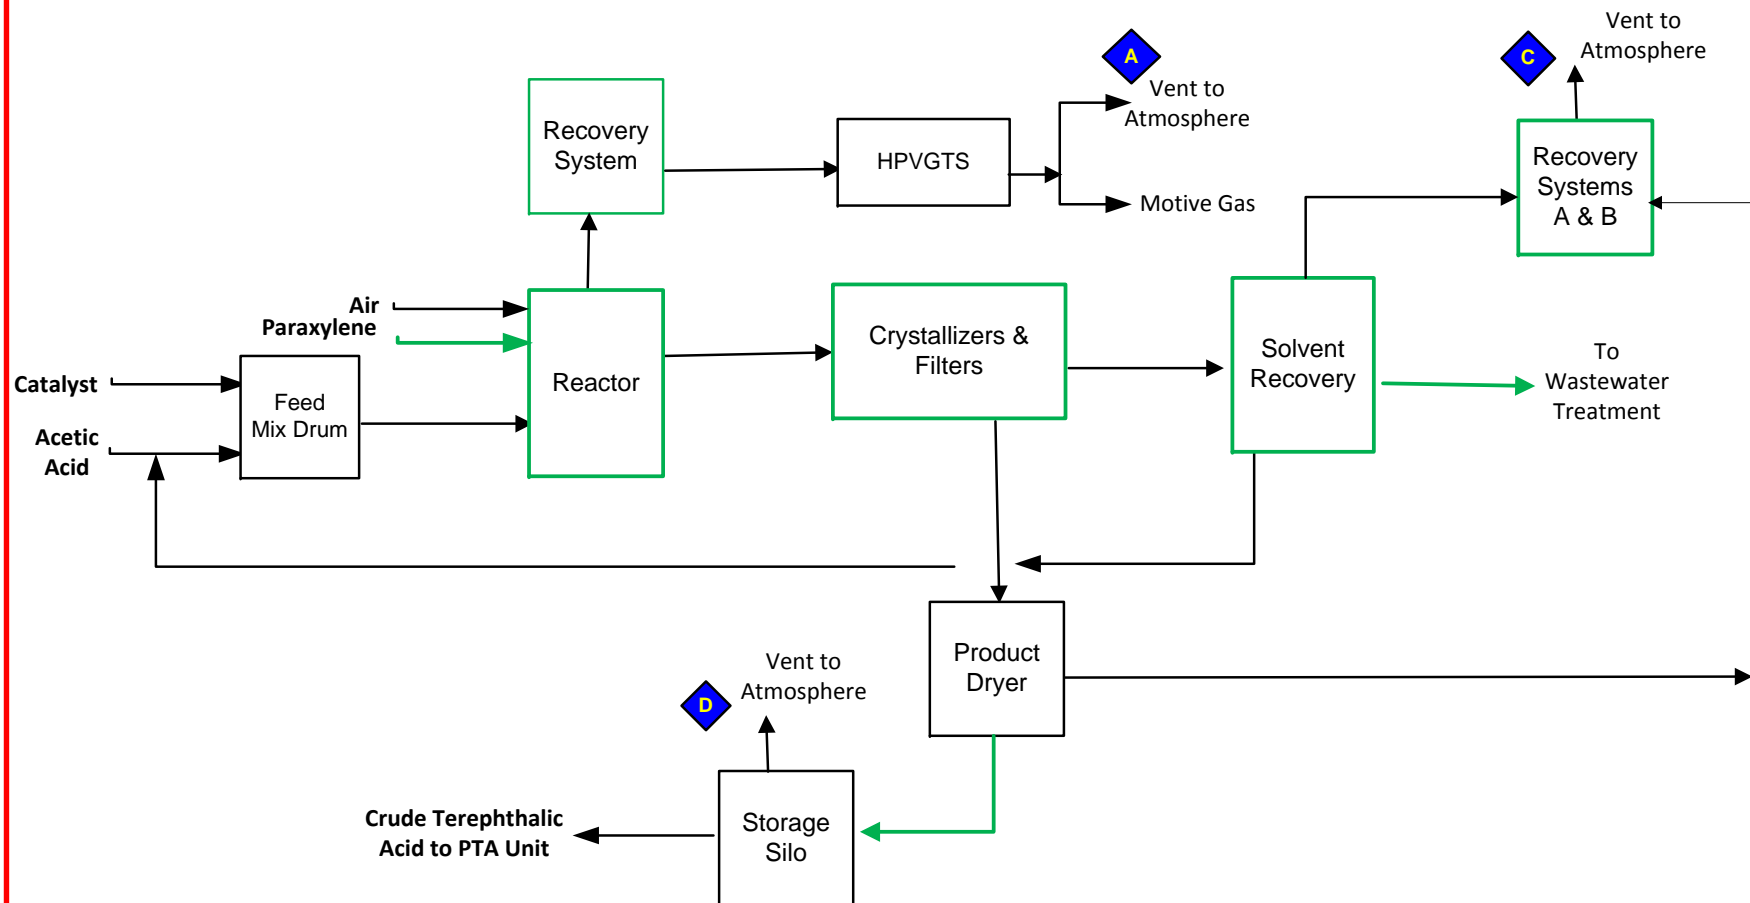 A
Vent to
Atmosphere
C
Vent to
Atmosphere
Recovery
System
HPVGTS
Motive Gas
Recovery
Systems
A & B
Air
Paraxylene
Catalyst
Acetic
Acid
Feed
Mix Drum
Reactor
Crystallizers &
Filters
Solvent
Recovery
To
Wastewater
Treatment
Product
Dryer
D
Vent to
Atmosphere
Storage
Silo
Crude Terephthalic
Acid to PTA Unit